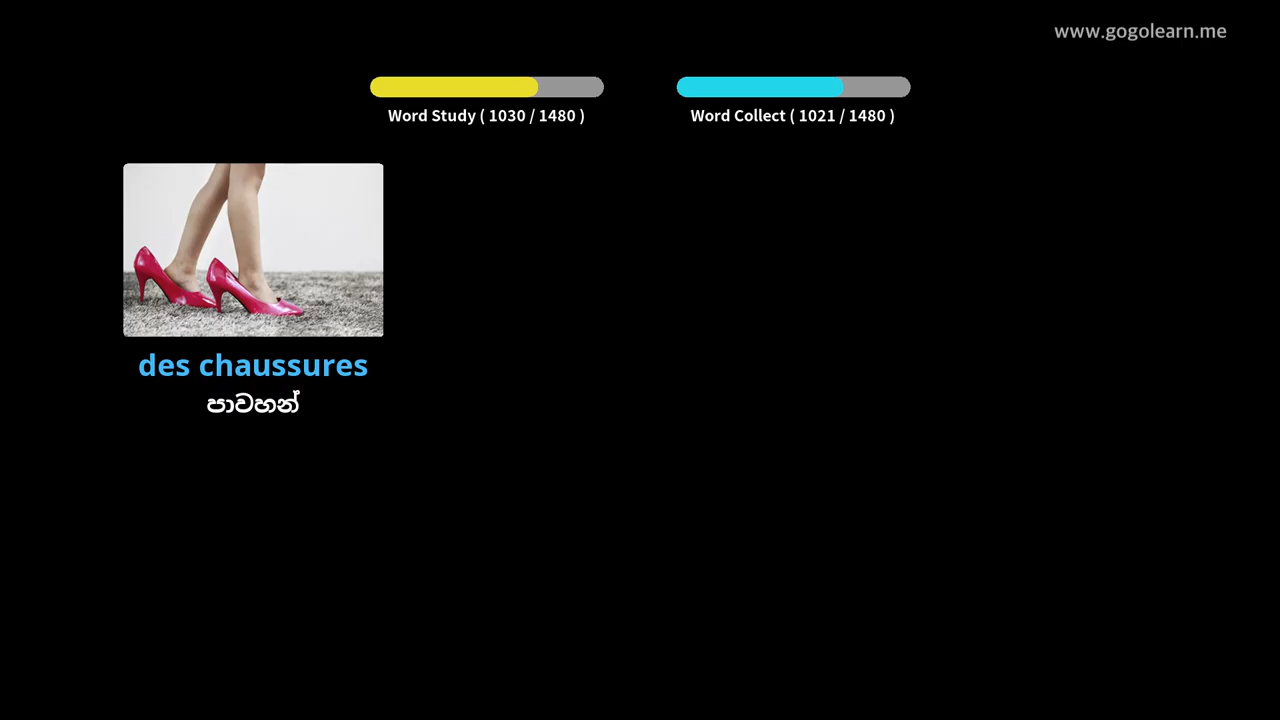 www.gogolearn.me
Word Study ( 1030 / 1480 )
Word Collect ( 1021 / 1480 )
des chaussures
පාවහන්